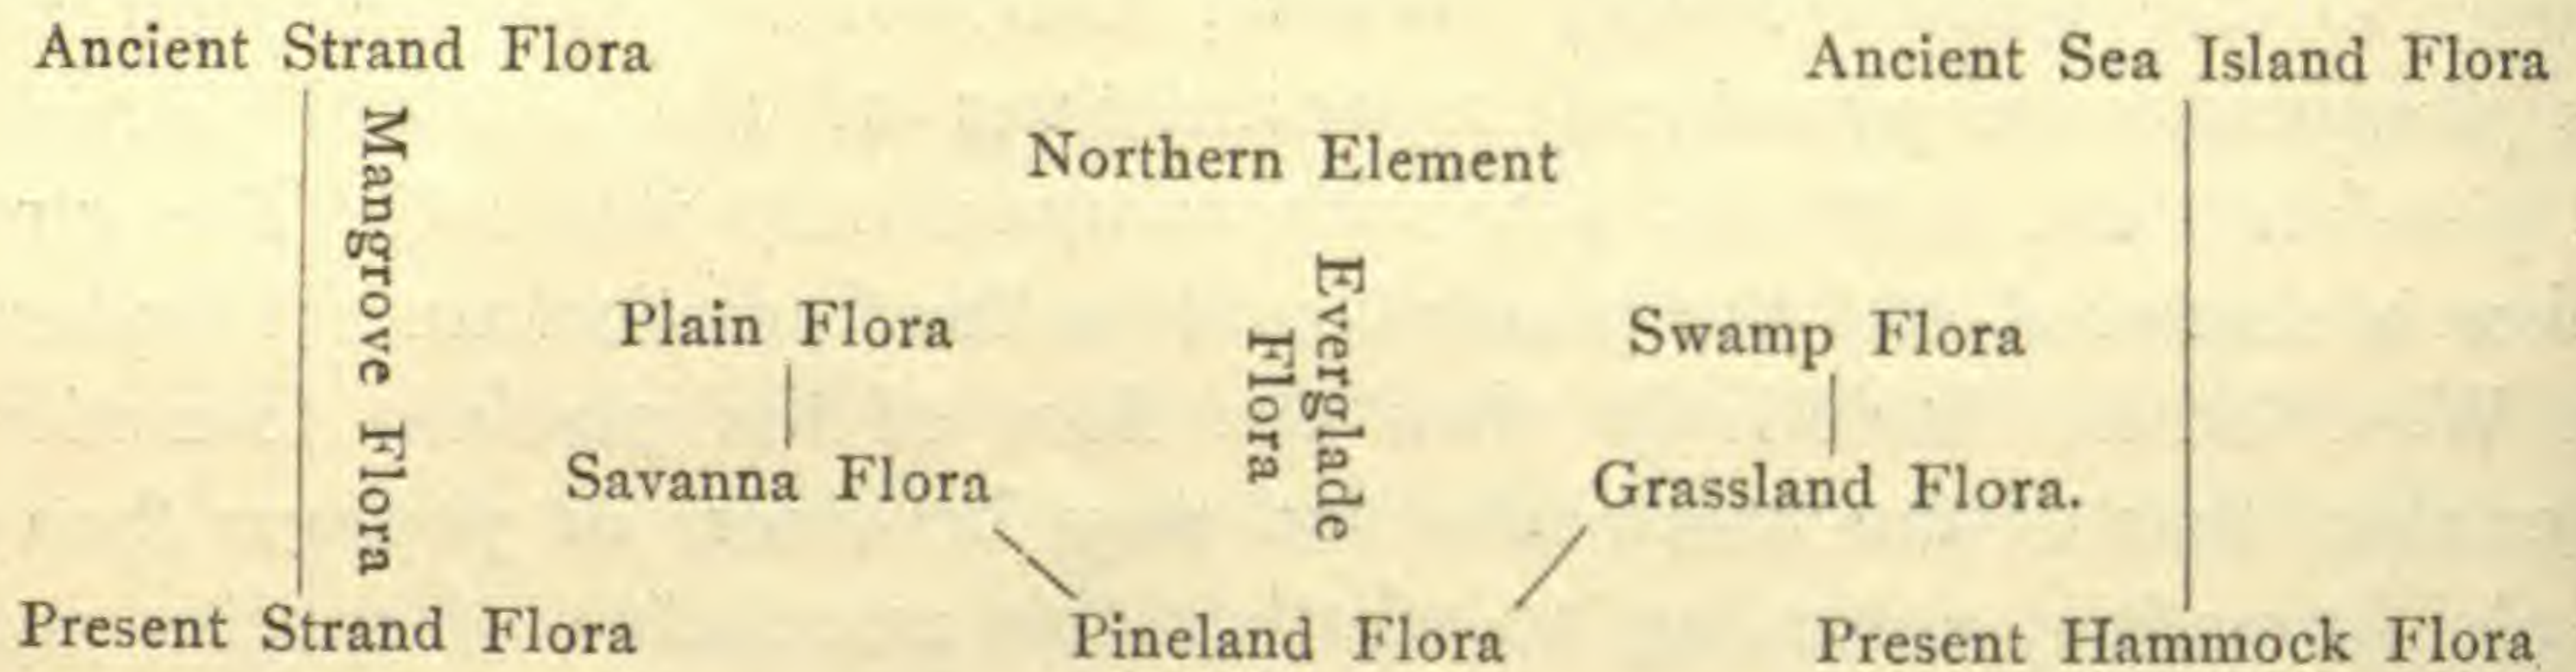 Ancient Strand Flora
Ancient Sea Island Flora
Mangrove Flora
Northern Element
Everglade
Flora
Plain Flora
Swamp Flora
Savanna Flora
Grassland Flora.
Present Strand Flora
Pineland Flora
Present Hammock Flora